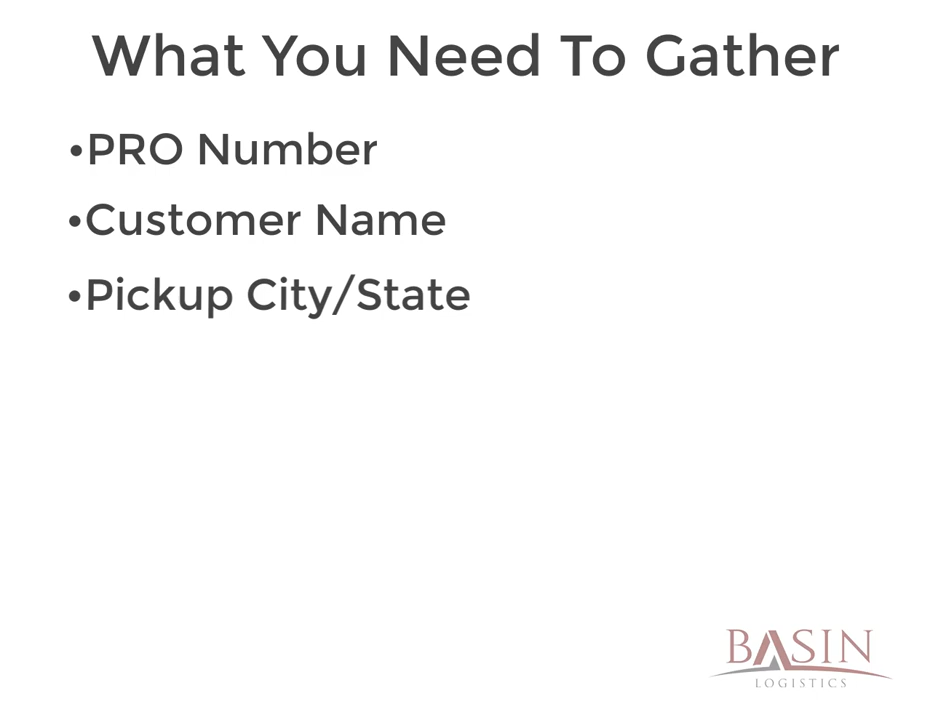 What You Need To Gather
•PRO Number
•Customer Name
•Pickup City/State
BASIN
LOGISTICS